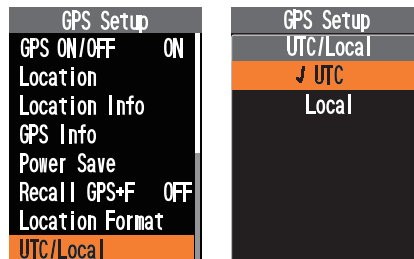 GPS Setup
GPS ON/OFF ON
Location
Location Info
GPS Info
Power Save
Recall GPS+F OFF
Location Format
UTC/Local
GPS Setup
UTC/Local
✓ UTC
Local